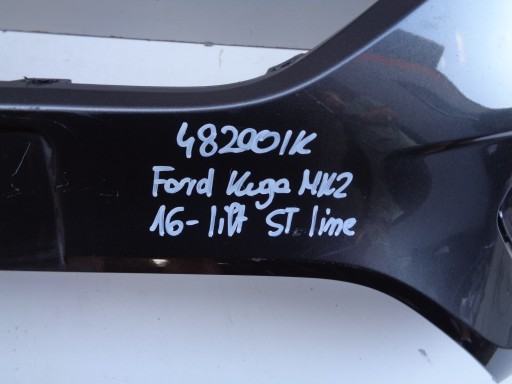 482001K
Ford Kuga MK2
16-lift ST line